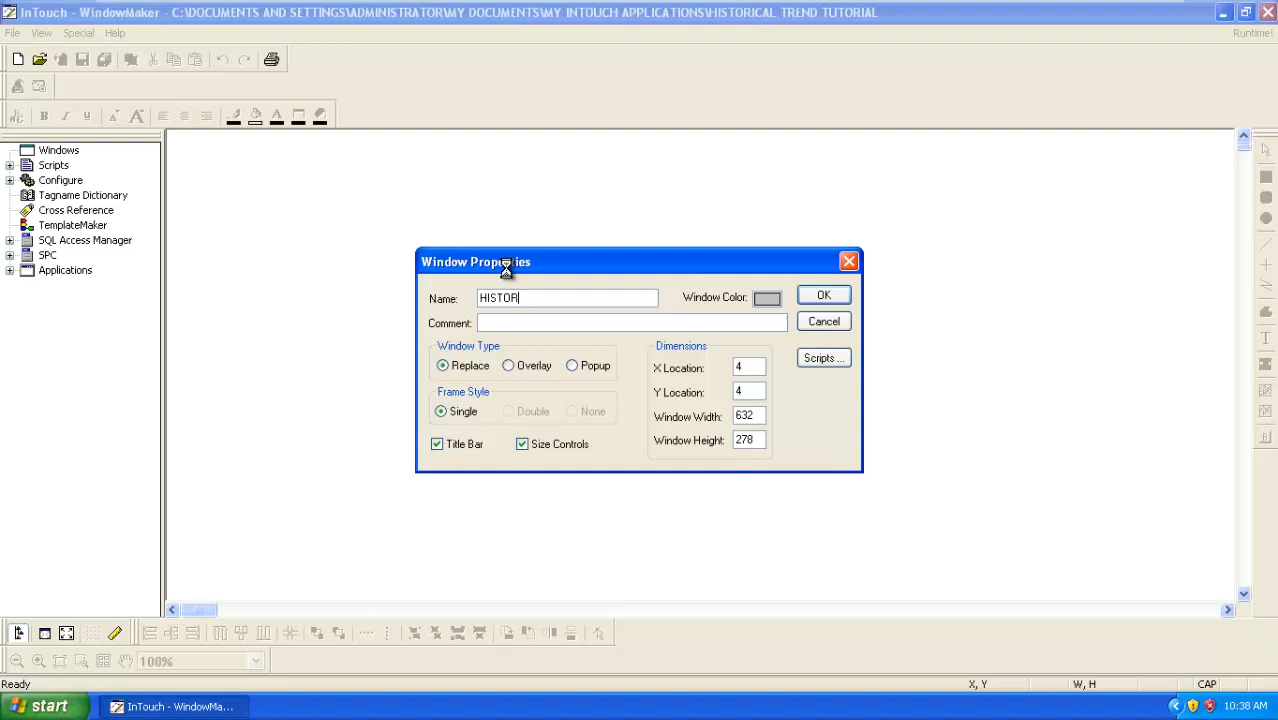 InTouch - WindowMaker - C:\DOCUMENTS AND SETTINGS\ADMINISTRATOR\MY DOCUMENTS\MY INTOUCH APPLICATIONS\HISTORICAL TREND TUTORIAL
File View Special Help Runtime!
Windows
Scripts
Configure
Tagname Dictionary
Cross Reference
TemplateMaker
SQL Access Manager
SPC
Applications
Window Properties
Name: HISTOR Window Color: OK
Comment: Cancel
Window Type Dimensions
Replace Overlay Popup X Location: 4 Scripts ...
Frame Style Y Location: 4
Single Double None Window Width: 632
Title Bar Size Controls Window Height: 278
100%
Ready X, Y W, H CAP
start InTouch - WindowMa... 10:38 AM